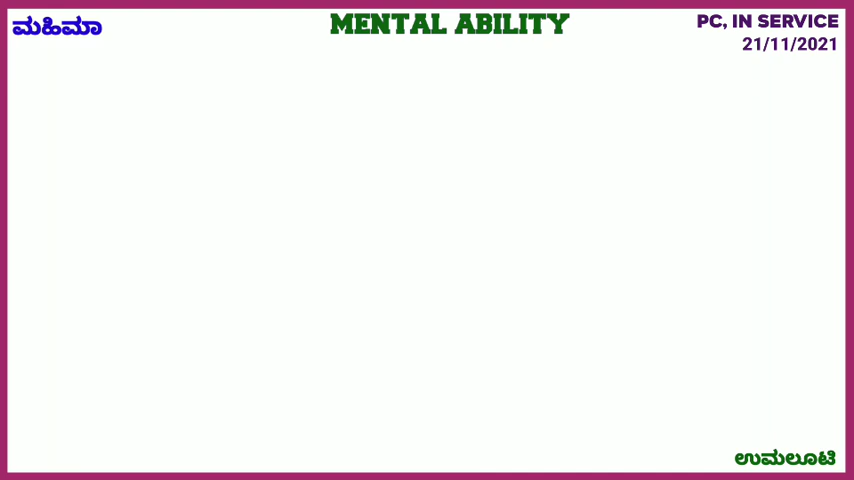 ಮಹಿಮಾ
MENTAL ABILITY
PC, IN SERVICE
21/11/2021
ಉಮಲೂಟಿ